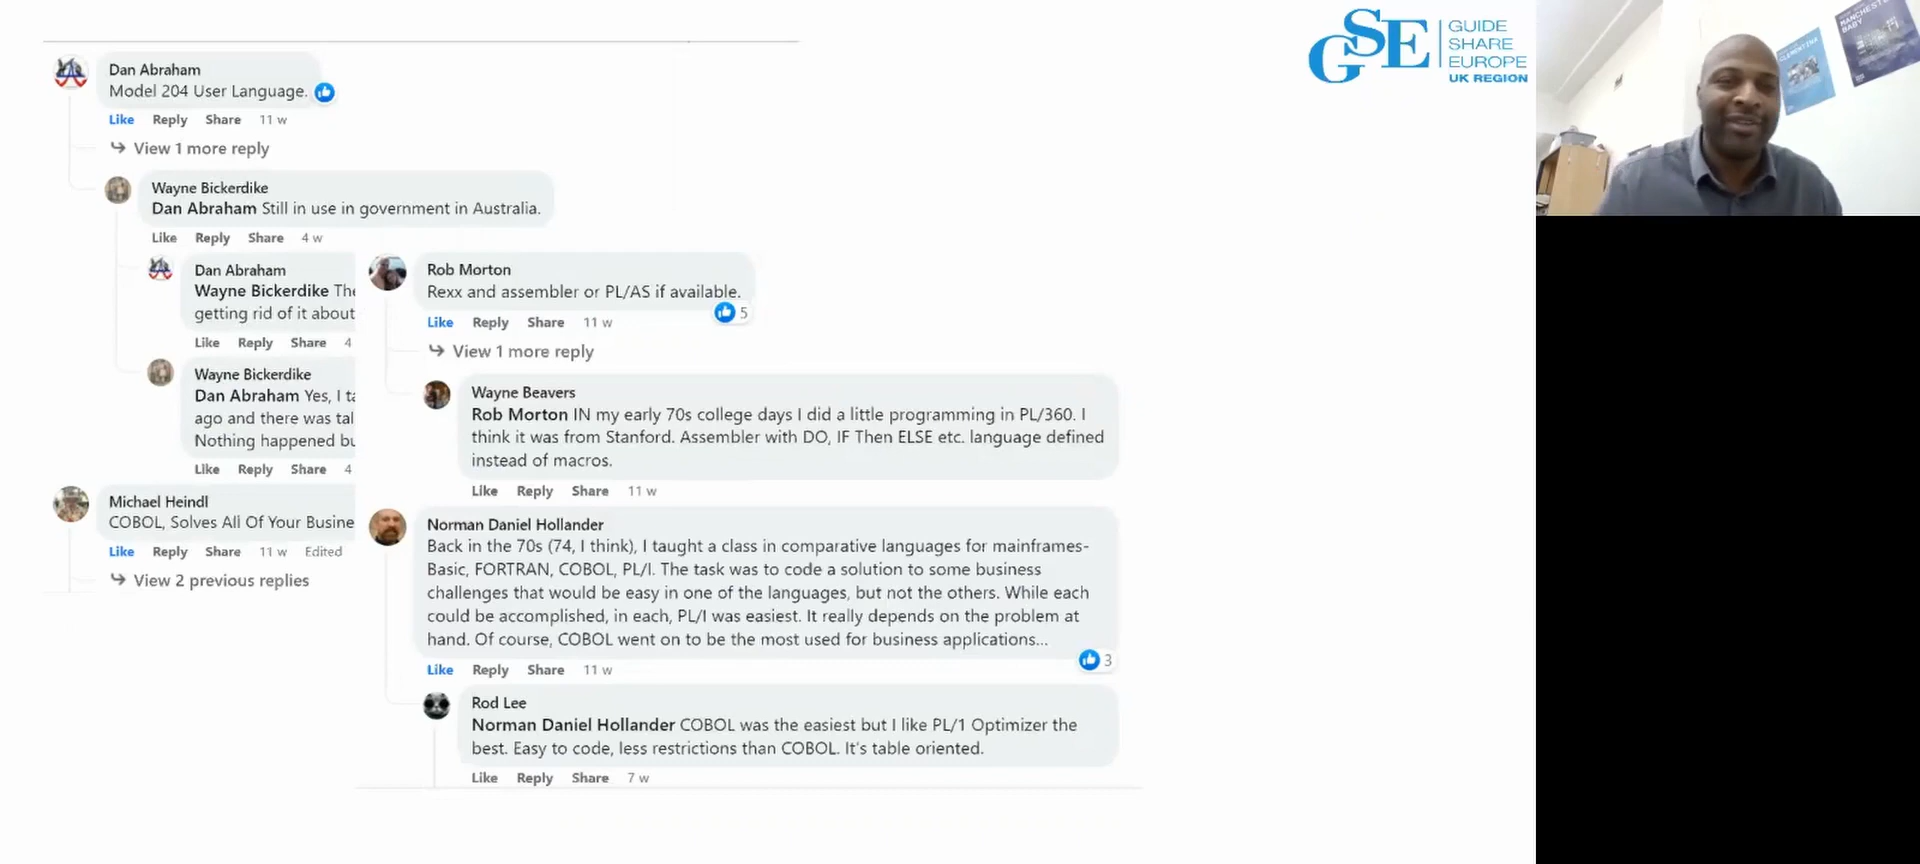 Dan Abraham
Model 204 User Language.
Like Reply Share 11 w
View 1 more reply
Wayne Bickerdike
Dan Abraham Still in use in government in Australia.
Like Reply Share 4 w
Dan Abraham
Wayne Bickerdike The
getting rid of it about
Like Reply Share 4
Wayne Bickerdike
Dan Abraham Yes, I ta
ago and there was tal
Nothing happened bu
Like Reply Share 4
Michael Heindl
COBOL, Solves All Of Your Busine
Like Reply Share 11 w Edited
View 2 previous replies
Rob Morton
Rexx and assembler or PL/AS if available.
5
Like Reply Share 11 w
View 1 more reply
Wayne Beavers
Rob Morton IN my early 70s college days I did a little programming in PL/360. I
think it was from Stanford. Assembler with DO, IF Then ELSE etc. language defined
instead of macros.
Like Reply Share 11 w
Norman Daniel Hollander
Back in the 70s (74, I think), I taught a class in comparative languages for mainframes-
Basic, FORTRAN, COBOL, PL/I. The task was to code a solution to some business
challenges that would be easy in one of the languages, but not the others. While each
could be accomplished, in each, PL/I was easiest. It really depends on the problem at
hand. Of course, COBOL went on to be the most used for business applications...
3
Like Reply Share 11 w
Rod Lee
Norman Daniel Hollander COBOL was the easiest but I like PL/1 Optimizer the
best. Easy to code, less restrictions than COBOL. It's table oriented.
Like Reply Share 7 w
GSE
GUIDE
SHARE
EUROPE
UK REGION
MANCHESTER
BABY